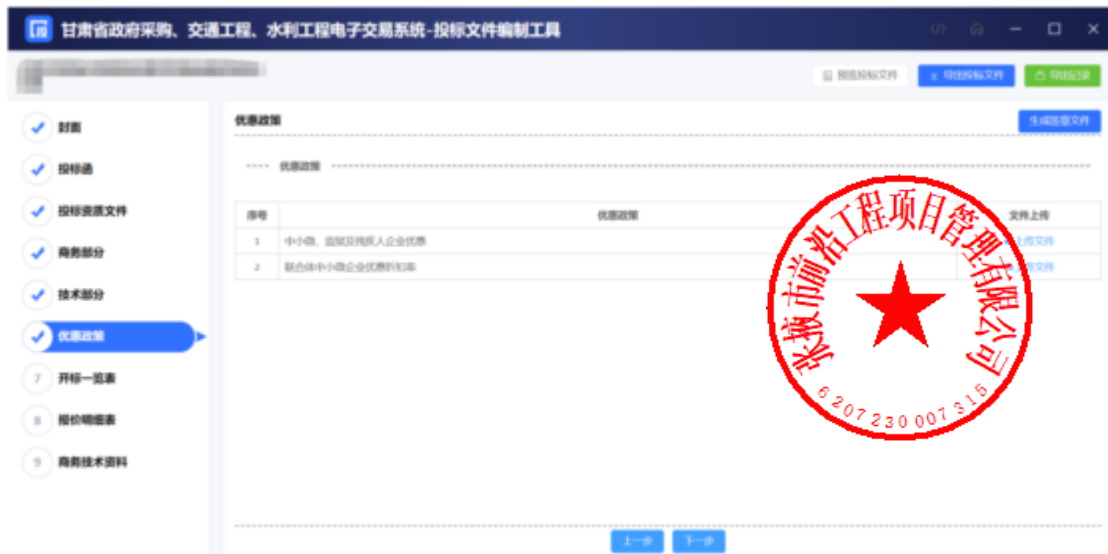 甘肃省政府采购、交通工程、水利工程电子交易系统-投标文件编制工具
预览投标文件 导出投标文件 导出记录
封面
投标函
投标资质文件
商务部分
技术部分
优惠政策
7 开标一览表
8 报价明细表
9 商务技术资料
优惠政策 生成签章文件
优惠政策
序号 优惠政策 文件上传
1 中小微、监狱及残疾人企业优惠 上传文件
2 联合体中小微企业优惠折扣率 上传文件
张掖市前沿工程项目管理有限公司
6207230007315
上一步 下一步